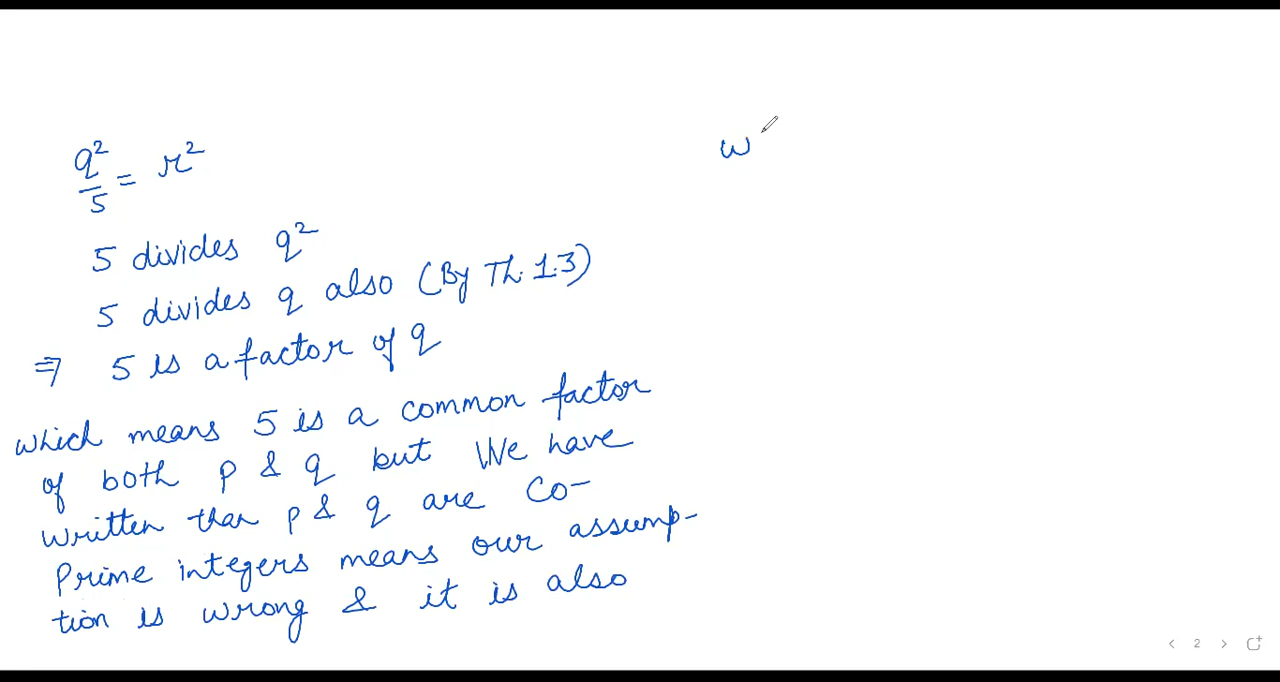 q²/5 = r²
5 divides q²
5 divides q also (By Th. 1.3)
⇒ 5 is a factor of q
which means 5 is a common factor
of both p & q but We have
written than p & q are Co-
Prime integers means our assump-
tion is wrong & it is also
w
2